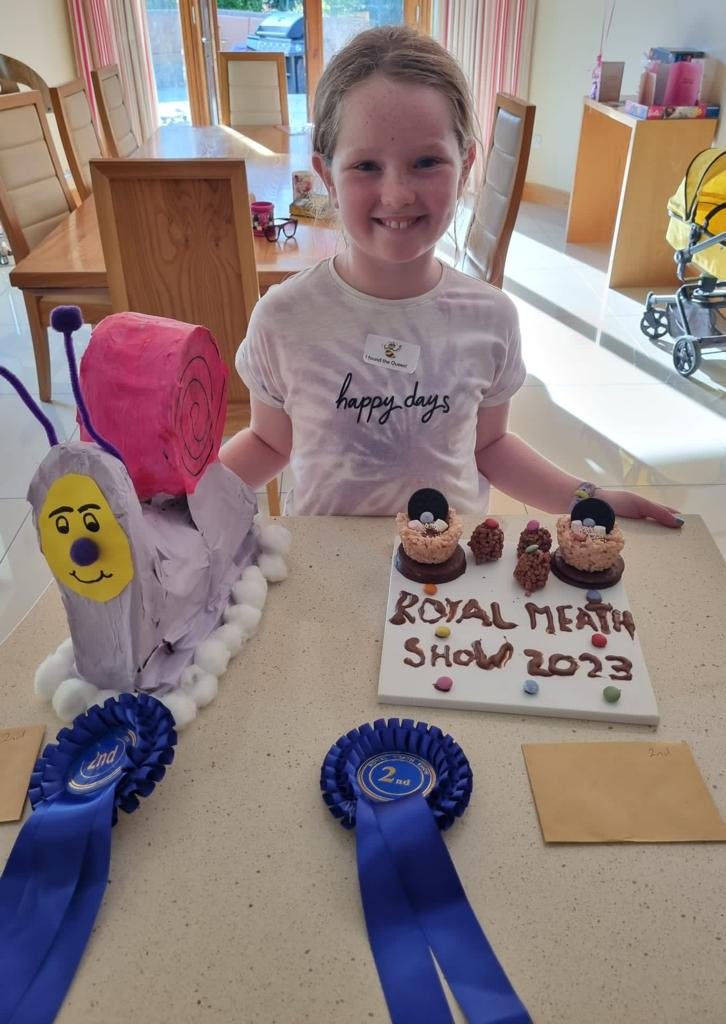 I found the Queen!
happy days
ROYAL MEATH
SHOW 2023
2nd
2nd
2nd
2nd